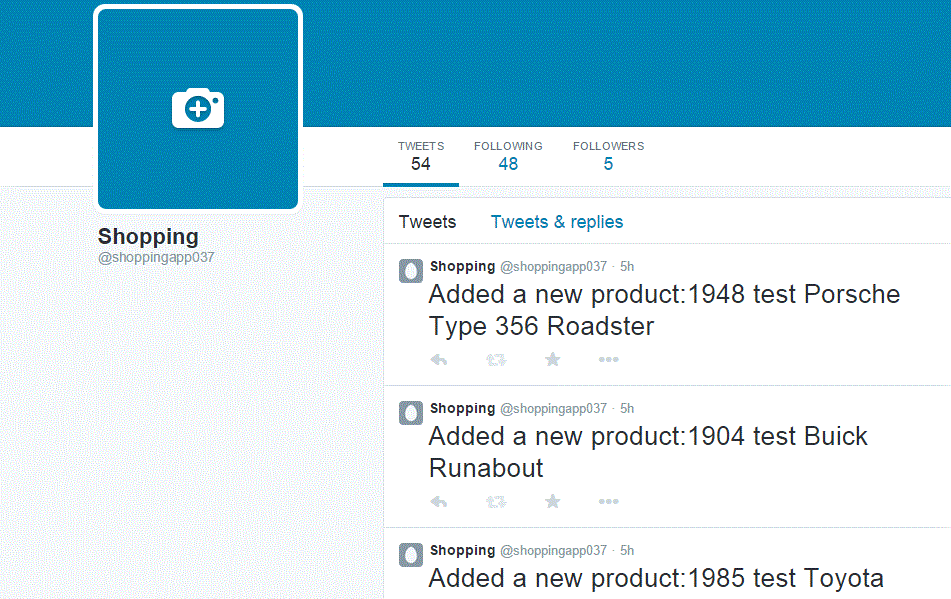 TWEETS FOLLOWING FOLLOWERS
54 48 5
Shopping
@shoppingapp037
Tweets Tweets & replies
Shopping @shoppingapp037 · 5h
Added a new product:1948 test Porsche
Type 356 Roadster
Shopping @shoppingapp037 · 5h
Added a new product:1904 test Buick
Runabout
Shopping @shoppingapp037 · 5h
Added a new product:1985 test Toyota